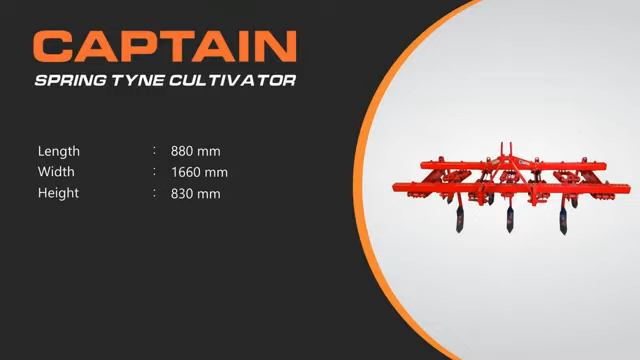 CAPTAIN
SPRING TYNE CULTIVATOR
Length : 880 mm
Width : 1660 mm
Height : 830 mm